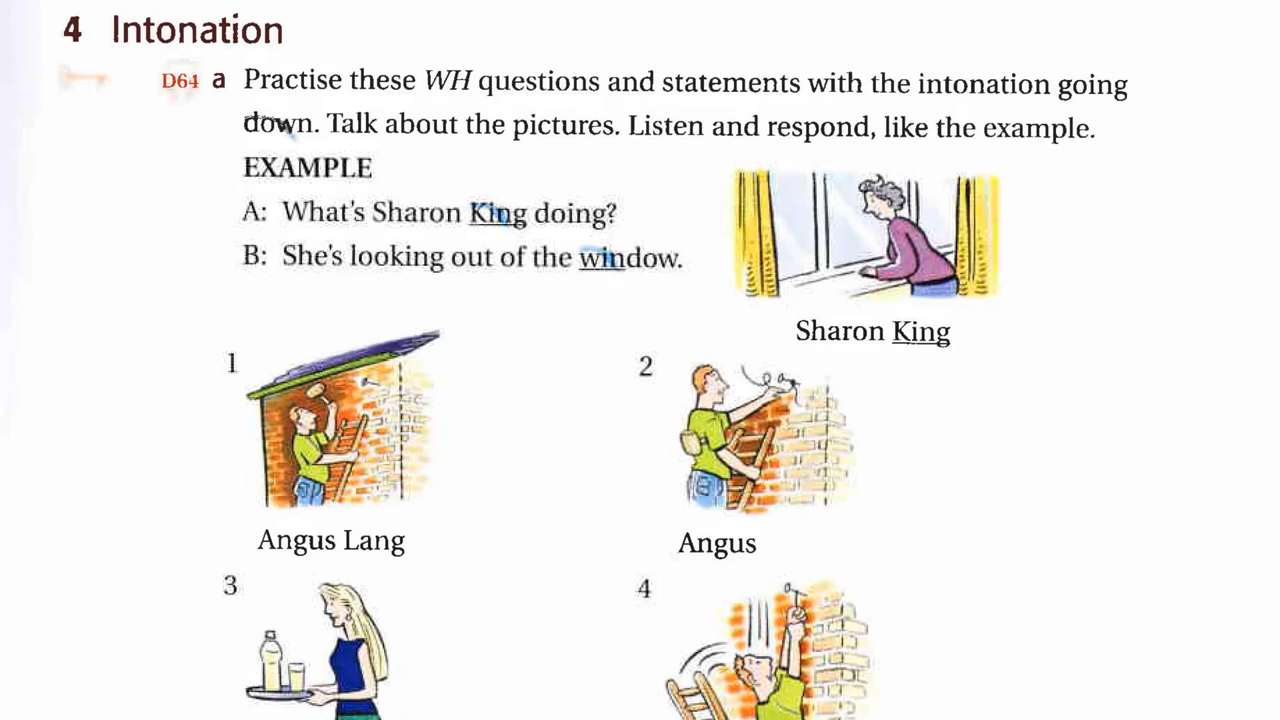 4 Intonation
D64 a Practise these WH questions and statements with the intonation going
down. Talk about the pictures. Listen and respond, like the example.
EXAMPLE
A: What's Sharon King doing?
B: She's looking out of the window.
Sharon King
1
2
Angus Lang
Angus
3
4